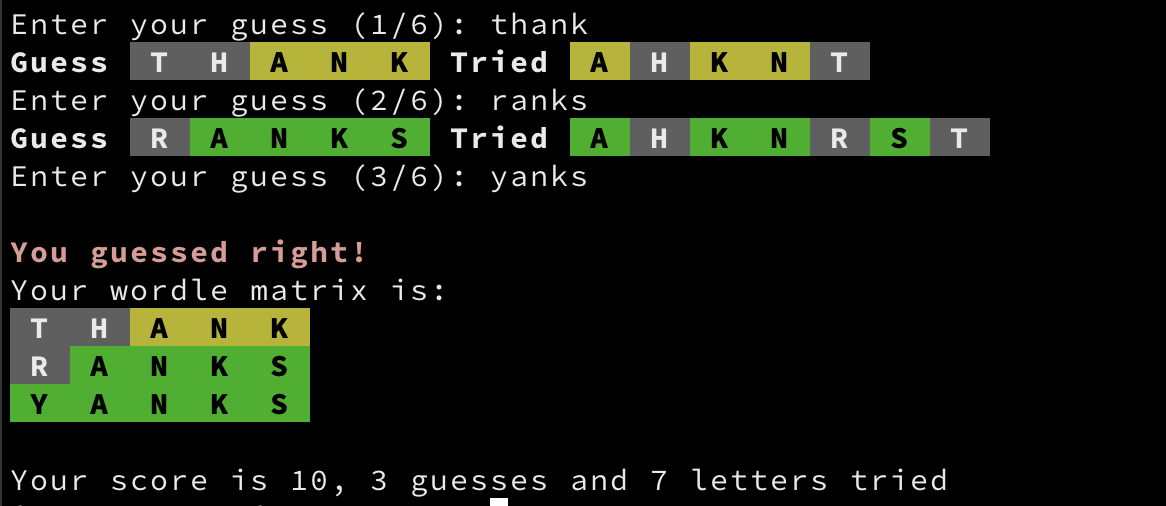 Enter your guess (1/6): thank
Guess T H A N K Tried A H K N T
Enter your guess (2/6): ranks
Guess R A N K S Tried A H K N R S T
Enter your guess (3/6): yanks
You guessed right!
Your wordle matrix is:
T H A N K
R A N K S
Y A N K S
Your score is 10, 3 guesses and 7 letters tried